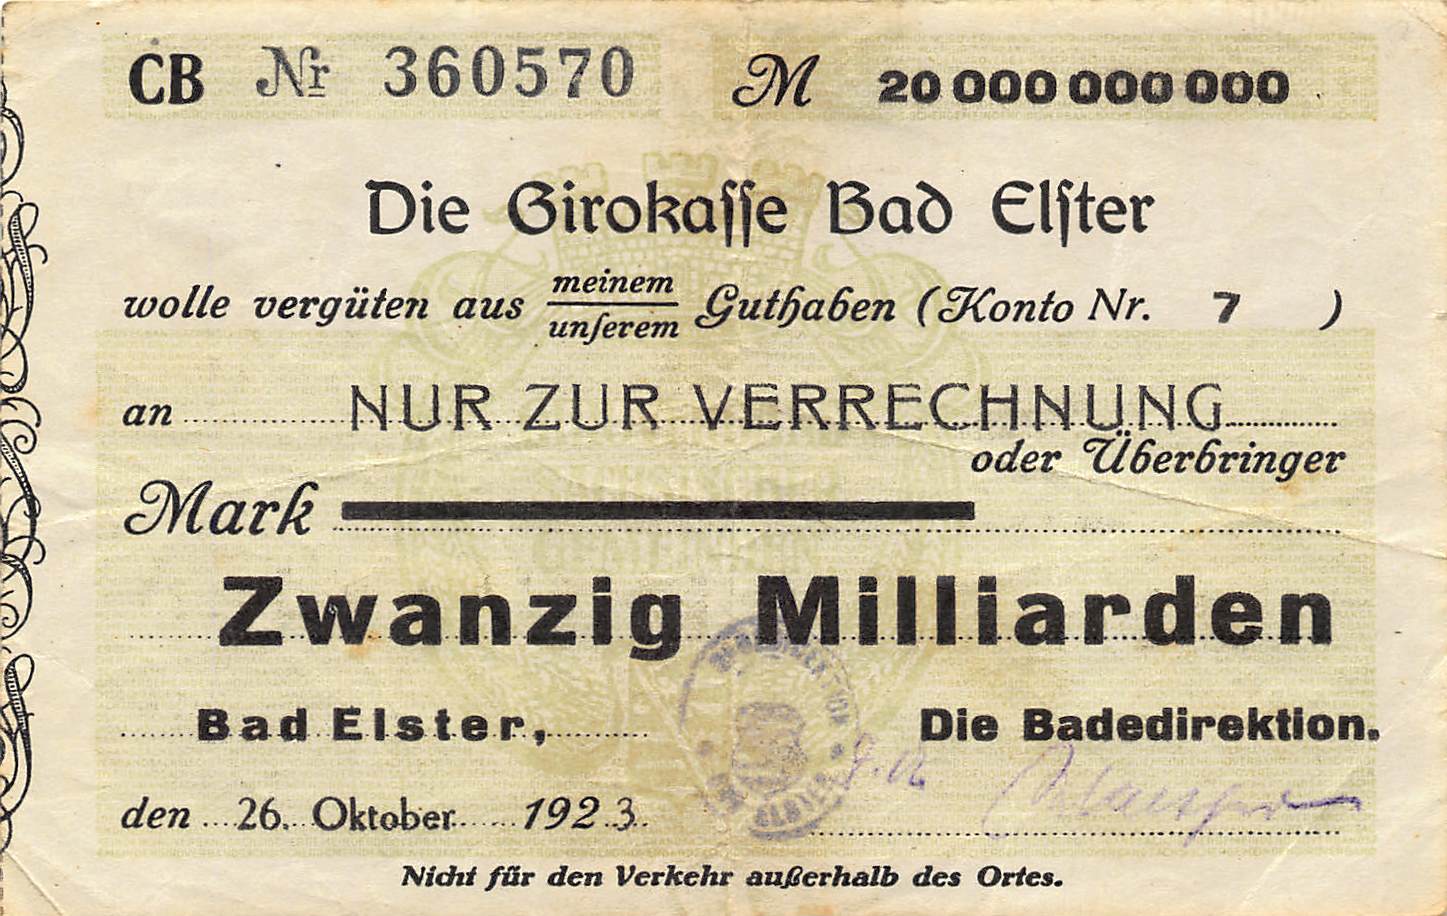 CB Nr 360570 M 20 000 000 000
Die Girokasse Bad Elster
wolle vergüten aus meinem
unserem Guthaben (Konto Nr. 7 )
an NUR ZUR VERRECHNUNG
oder Überbringer
Mark
Zwanzig Milliarden
Bad Elster, Die Badedirektion.
den 26. Oktober 1923.
Nicht für den Verkehr außerhalb des Ortes.